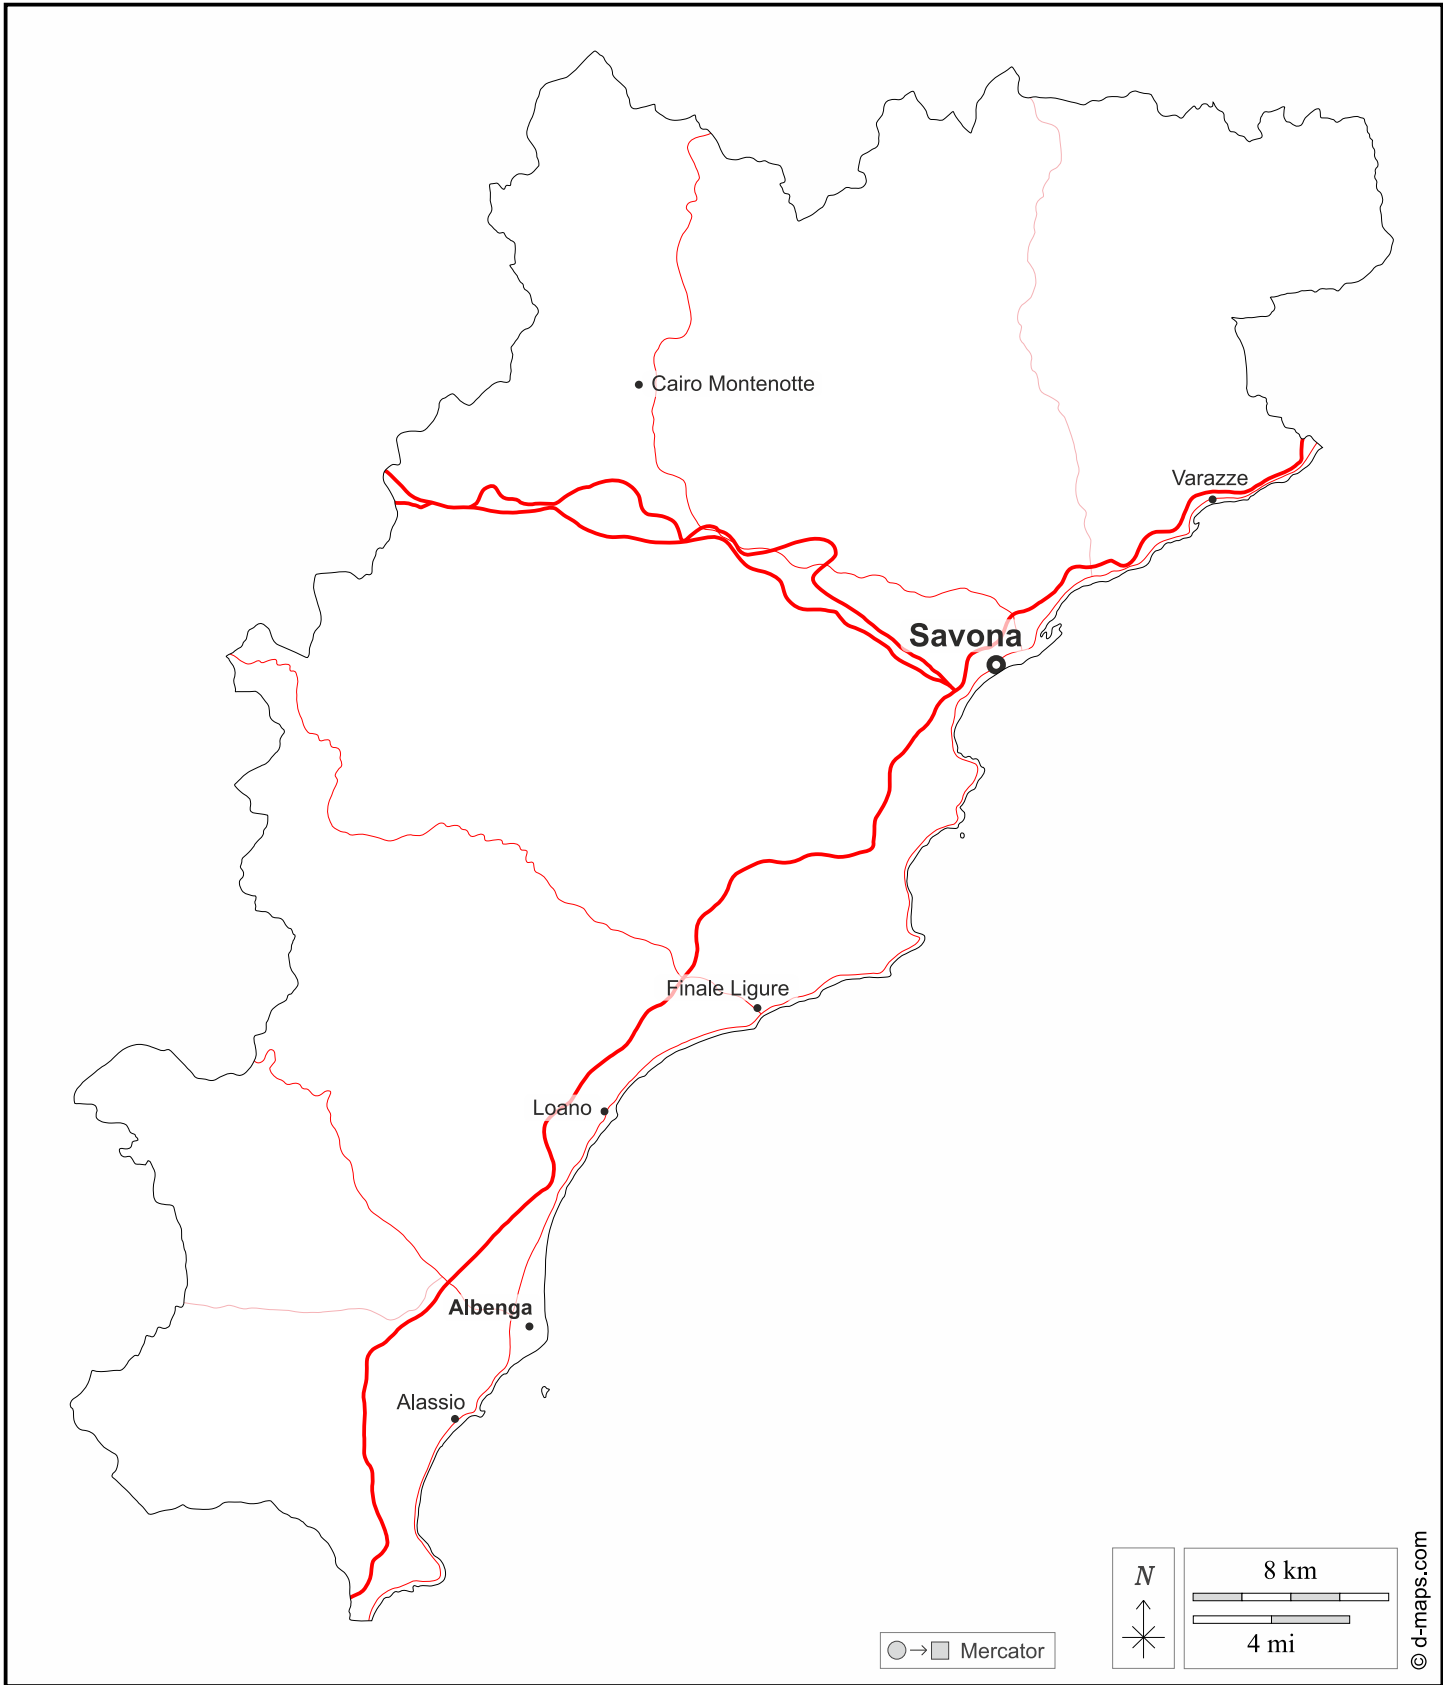 Cairo Montenotte
Varazze
Savona
Finale Ligure
Loano
Albenga
Alassio
N
8 km
4 mi
Mercator
© d-maps.com